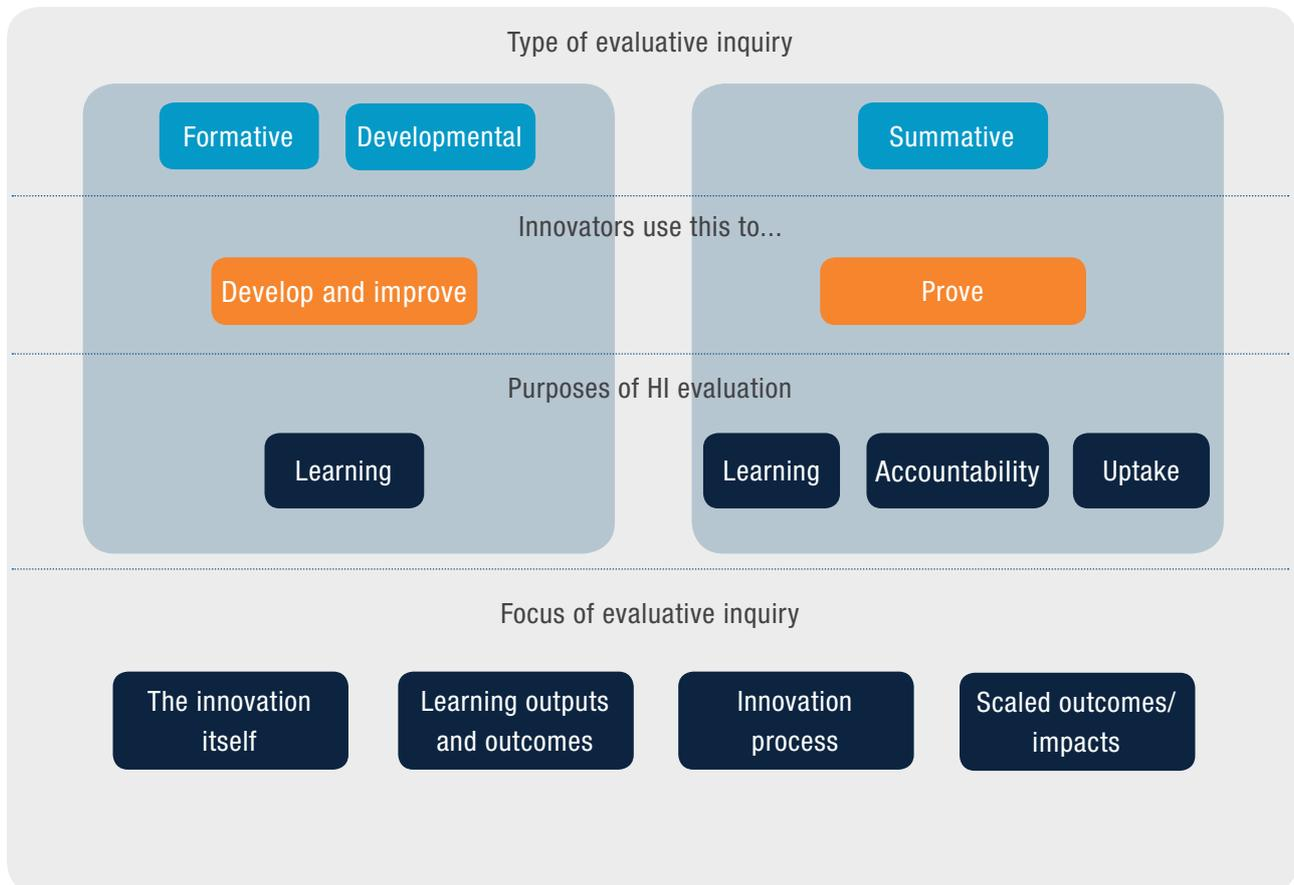 Type of evaluative inquiry
Formative
Developmental
Summative
Innovators use this to...
Develop and improve
Prove
Purposes of HI evaluation
Learning
Learning
Accountability
Uptake
Focus of evaluative inquiry
The innovation
itself
Learning outputs
and outcomes
Innovation
process
Scaled outcomes/
impacts